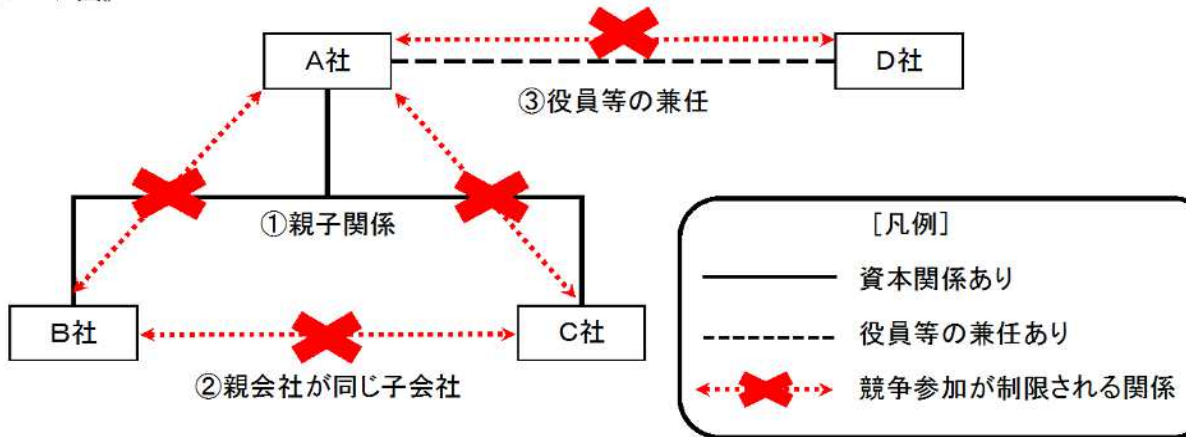 A社
D社
③役員等の兼任
①親子関係
B社
C社
②親会社が同じ子会社
[凡例]
資本関係あり
役員等の兼任あり
競争参加が制限される関係